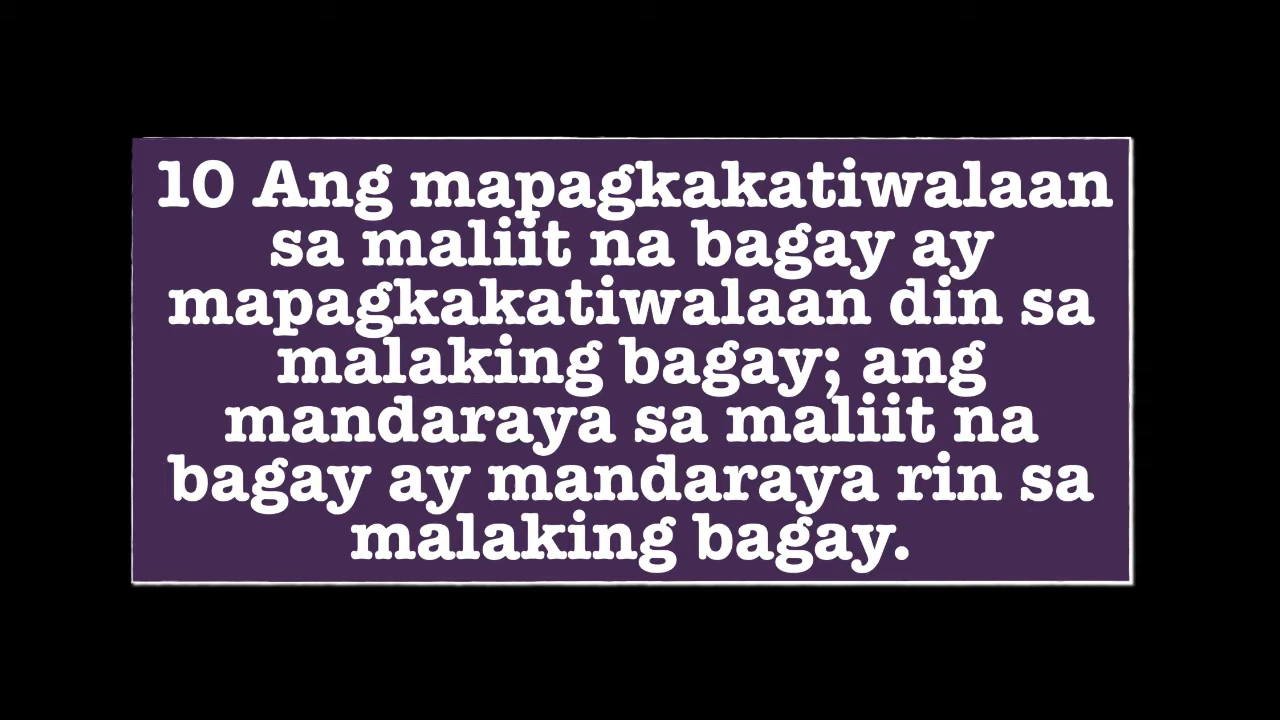 10 Ang mapagkakatiwalaan
sa maliit na bagay ay
mapagkakatiwalaan din sa
malaking bagay; ang
mandaraya sa maliit na
bagay ay mandaraya rin sa
malaking bagay.